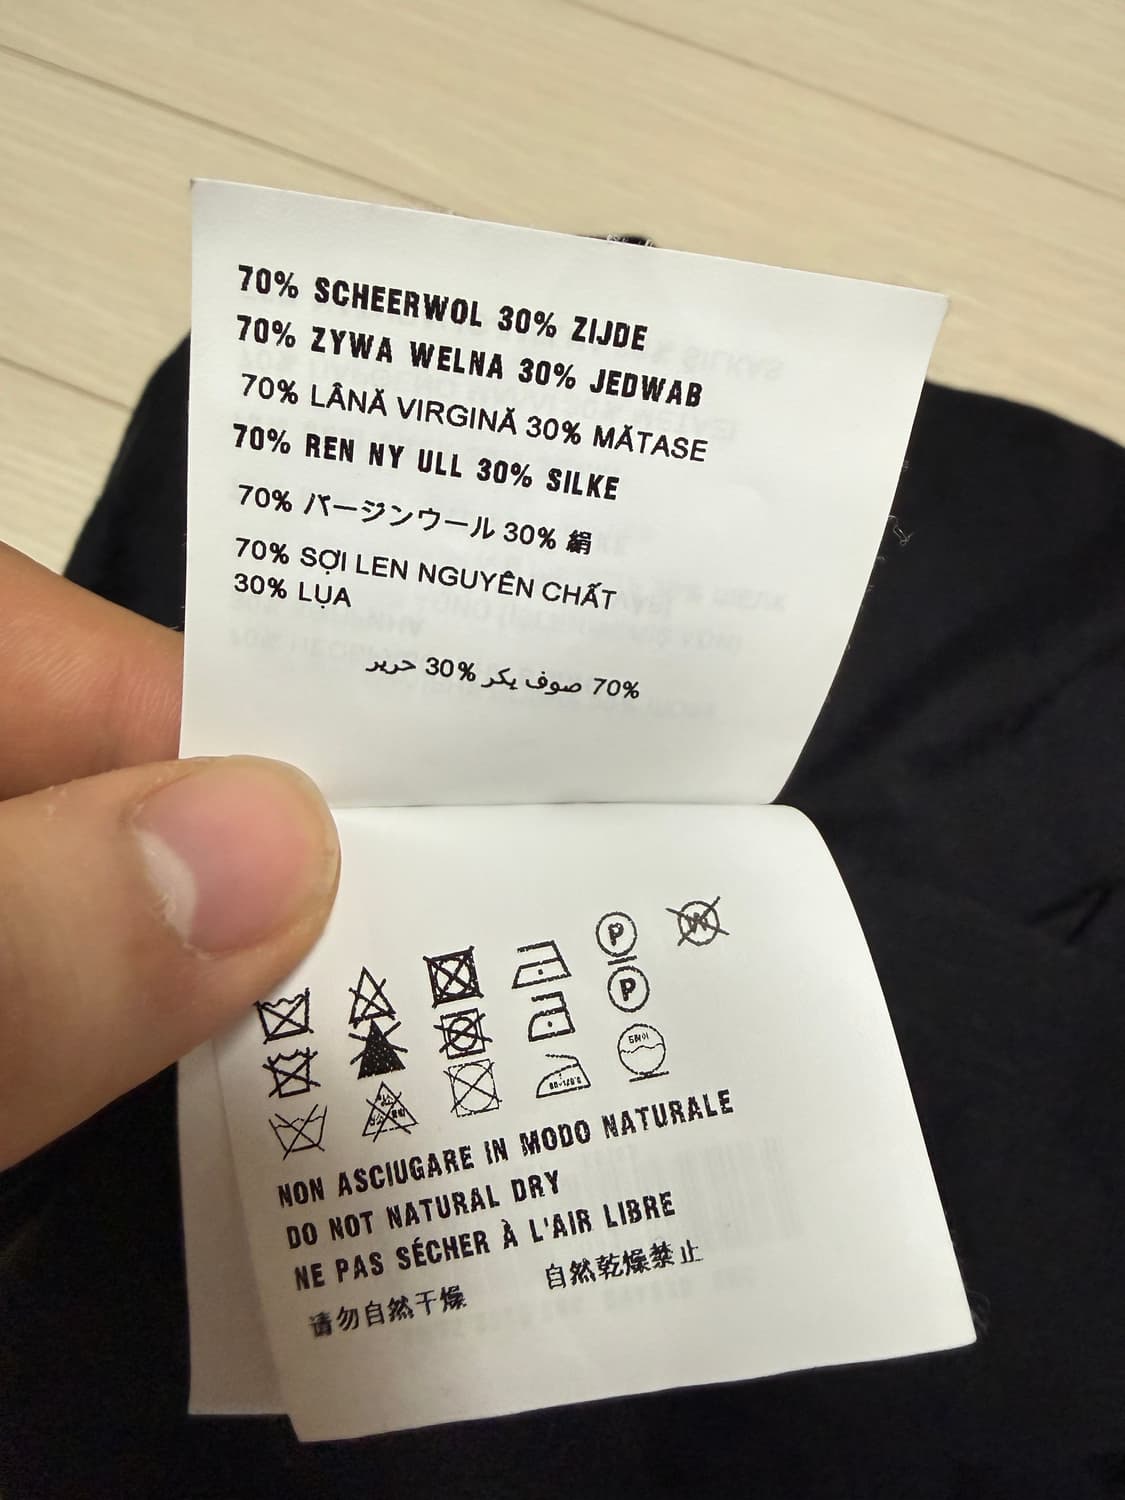 70% SCHEERWOL 30% ZIJDE
70% ŻYWA WEŁNA 30% JEDWAB
70% LÂNĂ VIRGINĂ 30% MĂTASE
70% REN NY ULL 30% SILKE
70% バージンウール 30% 絹
70% SỢI LEN NGUYÊN CHẤT
30% LỤA
70% صوف بكر 30% حرير
P
W
P
NON ASCIUGARE IN MODO NATURALE
DO NOT NATURAL DRY
NE PAS SÉCHER À L'AIR LIBRE
请勿自然干燥 自然乾燥禁止